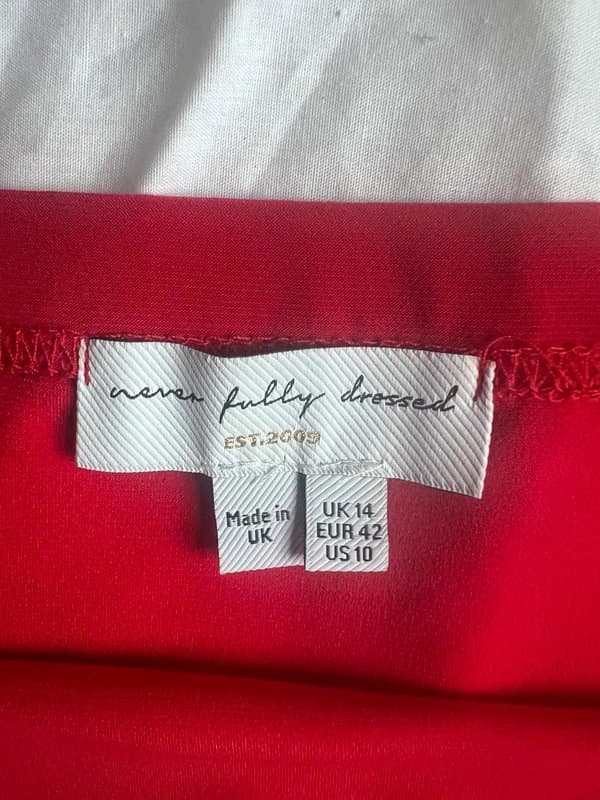 never fully dressed
EST.2009
Made in
UK
UK 14
EUR 42
US 10